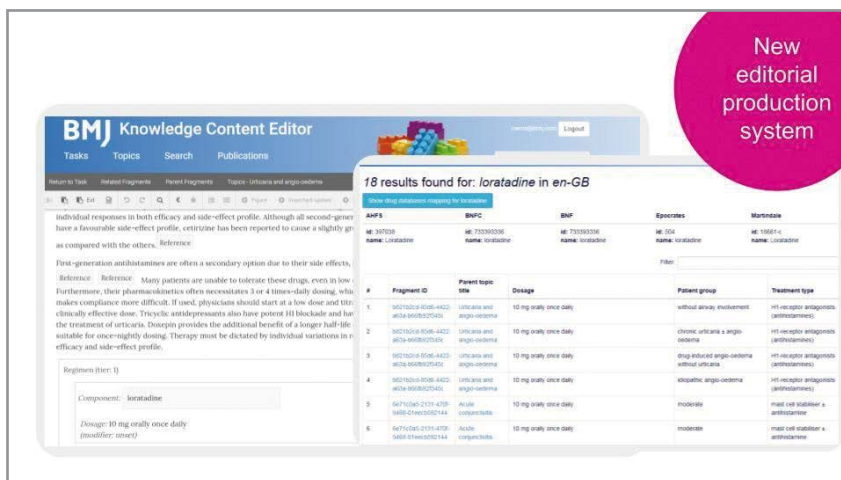 New
editorial
production
system
BMJ Knowledge Content Editor
Logout
Tasks Topics Search Publications
Return to Task Related Fragments Parent Fragments Topics - Urticaria and angio-oedema
individual responses in both efficacy and side-effect profile. Although all second-gener
have a favourable side-effect profile, cetirizine has been reported to cause a slightly gr
as compared with the others. Reference
First-generation antihistamines are often a secondary option due to their side effects,
Reference Reference Many patients are unable to tolerate these drugs, even in low
Furthermore, their pharmacokinetics often necessitates 3 or 4 times-daily dosing, whi
makes compliance more difficult. If used, physicians should start at a low dose and titr
clinically effective dose. Tricyclic antidepressants also have potent H1 blockade and hav
the treatment of urticaria. Doxepin provides the additional benefit of a longer half-life
suitable for once-nightly dosing. Therapy must be dictated by individual variations in r
efficacy and side-effect profile.
Regimen (tier: 1)
Component: loratadine
Dosage: 10 mg orally once daily
(modifier: onset)
18 results found for: loratadine in en-GB
Show drug databases mapping for loratadine
AHFS BNFC BNF Epocrates Martindale
id: 397038 id: 733393336 id: 733393336 id: 504
name: Loratadine name: loratadine name: loratadine name: loratadine name: Loratadine
Filter:
# Fragment ID Parent topic title Dosage Patient group Treatment type
1 Urticaria and angio-oedema 10 mg orally once daily without airway involvement H1-receptor antagonists (antihistamines)
2 Urticaria and angio-oedema 10 mg orally once daily chronic urticaria ± angio-oedema H1-receptor antagonists (antihistamines)
3 Urticaria and angio-oedema 10 mg orally once daily drug-induced angio-oedema without urticaria H1-receptor antagonists (antihistamines)
4 Urticaria and angio-oedema 10 mg orally once daily idiopathic angio-oedema H1-receptor antagonists (antihistamines)
5 Acute conjunctivitis 10 mg orally once daily moderate mast cell stabiliser ± antihistamine
6 Acute conjunctivitis 10 mg orally once daily moderate mast cell stabiliser ± antihistamine